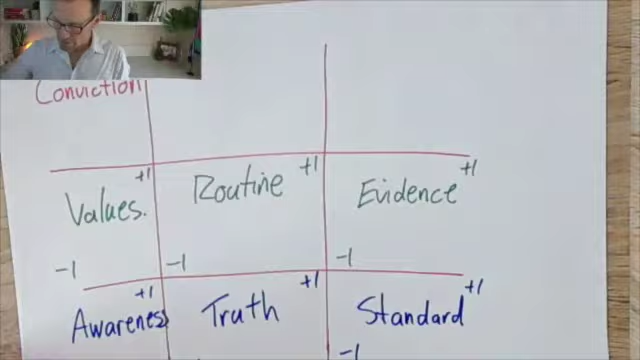 Conviction
+1 +1 +1
Values. Routine Evidence
-1 -1 -1
+1 +1 +1
Awareness Truth Standard
-1